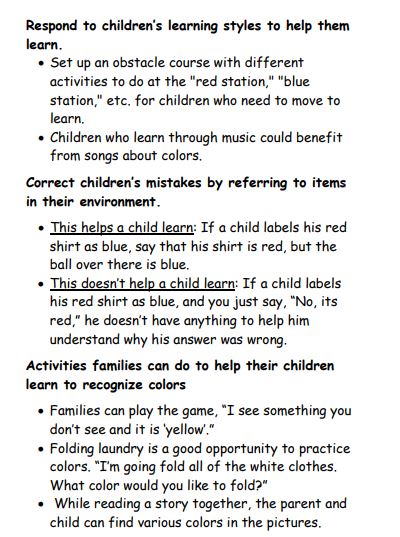 Respond to children's learning styles to help them
learn.
• Set up an obstacle course with different
activities to do at the "red station," "blue
station," etc. for children who need to move to
learn.
• Children who learn through music could benefit
from songs about colors.
Correct children's mistakes by referring to items
in their environment.
• This helps a child learn: If a child labels his red
shirt as blue, say that his shirt is red, but the
ball over there is blue.
• This doesn't help a child learn: If a child labels
his red shirt as blue, and you just say, "No, its
red," he doesn't have anything to help him
understand why his answer was wrong.
Activities families can do to help their children
learn to recognize colors
• Families can play the game, "I see something you
don't see and it is 'yellow'."
• Folding laundry is a good opportunity to practice
colors. "I'm going fold all of the white clothes.
What color would you like to fold?"
• While reading a story together, the parent and
child can find various colors in the pictures.